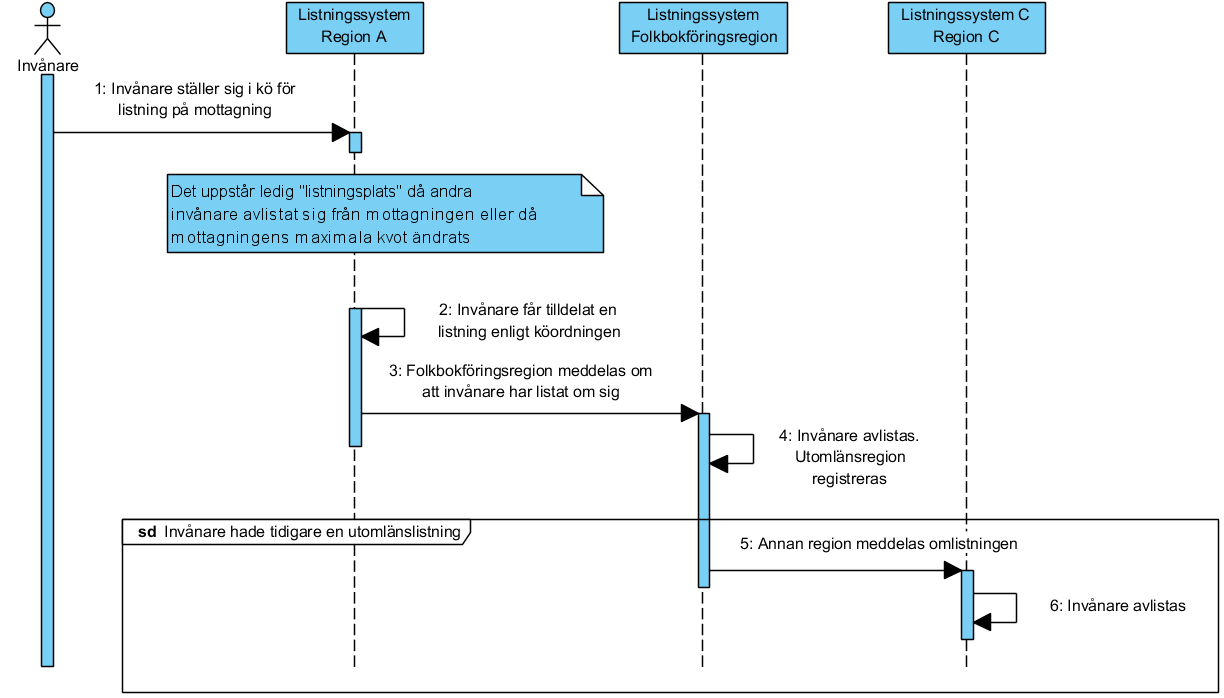 Invånare
Listningssystem
Region A
Listningssystem
Folkbokföringsregion
Listningssystem C
Region C
1: Invånare ställer sig i kö för
listning på mottagning
Det uppstår ledig "listningsplats" då andra
invånare avlistat sig från mottagningen eller då
mottagningens maximala kvot ändrats
2: Invånare får tilldelat en
listning enligt köordningen
3: Folkbokföringsregion meddelas om
att invånare har listat om sig
4: Invånare avlistas.
Utomlänsregion
registreras
sd Invånare hade tidigare en utomlänslistning
5: Annan region meddelas omlistningen
6: Invånare avlistas